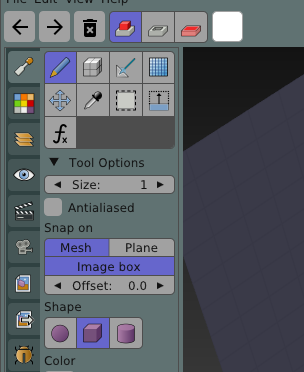 File Edit View Help
fx
Tool Options
Size: 1
Antialiased
Snap on
Mesh Plane
Image box
Offset: 0.0
Shape
Color